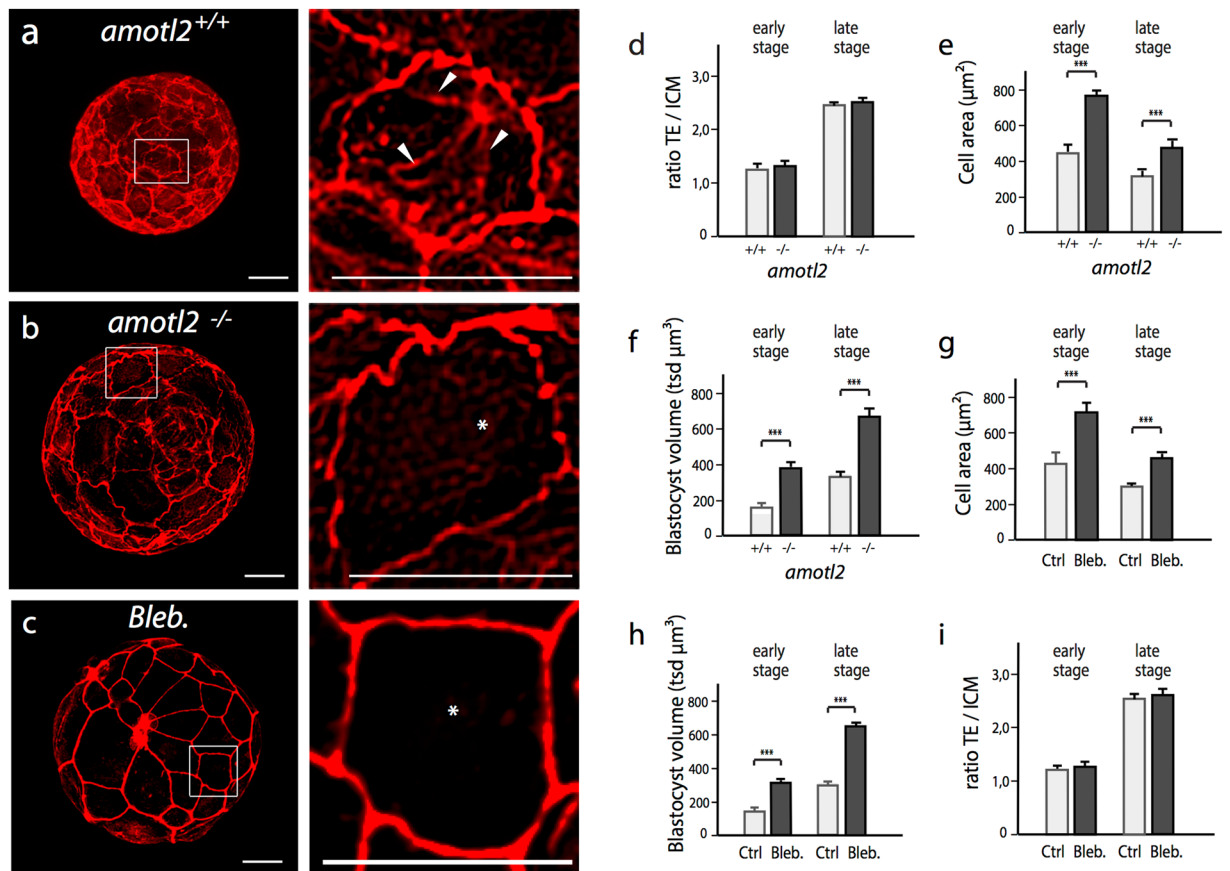 a
amotl2+/+
b
amotl2 -/-
*
c
Bleb.
*
d
early stage
late stage
ratio TE / ICM
3,0
2,0
1,0
0
+/+ -/- +/+ -/-
amotl2
e
early stage
late stage
Cell area (µm²)
800
600
400
200
0
***
***
+/+ -/- +/+ -/-
amotl2
f
early stage
late stage
Blastocyst volume (tsd µm³)
800
600
400
200
0
***
***
+/+ -/- +/+ -/-
amotl2
g
early stage
late stage
Cell area (µm²)
800
600
400
200
0
***
***
Ctrl Bleb. Ctrl Bleb.
h
early stage
late stage
Blastocyst volume (tsd µm³)
800
600
400
200
0
***
***
Ctrl Bleb. Ctrl Bleb.
i
early stage
late stage
ratio TE / ICM
3,0
2,0
1,0
0
Ctrl Bleb. Ctrl Bleb.